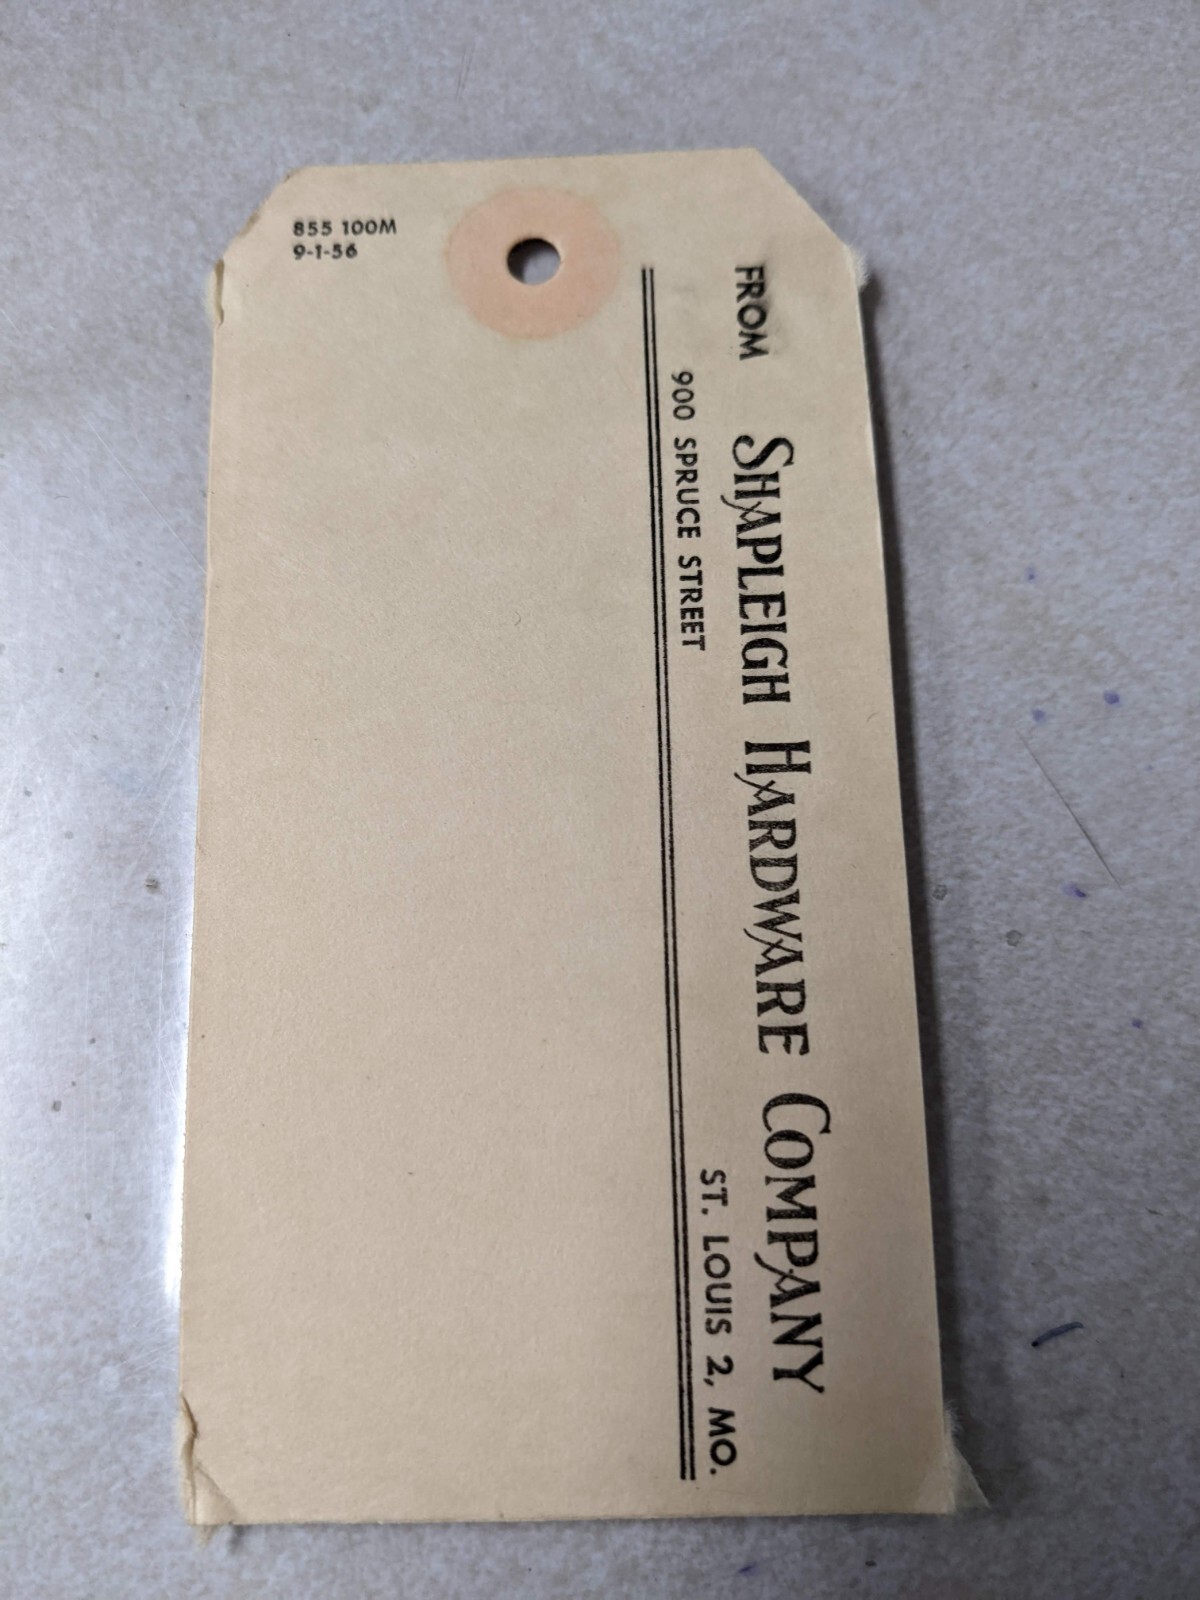 855 100M
9-1-56
FROM SHAPLEIGH HARDWARE COMPANY
900 SPRUCE STREET ST. LOUIS 2, MO.